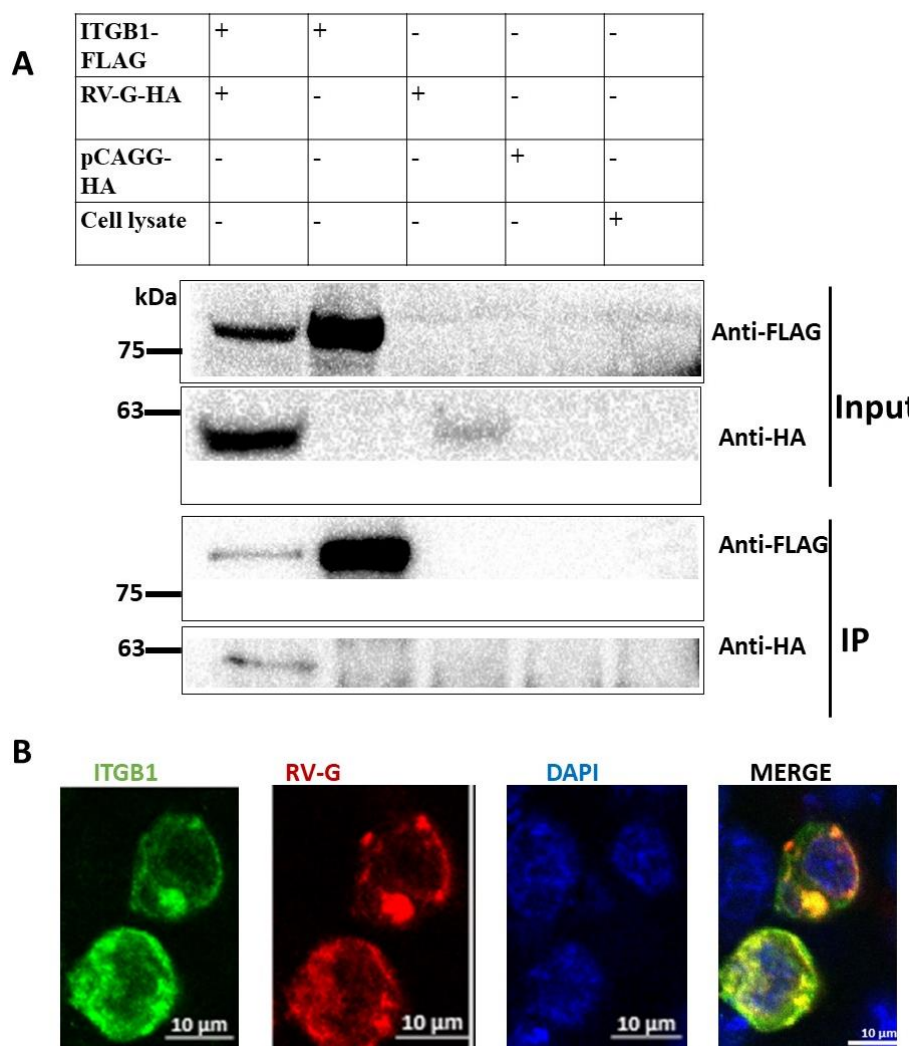 A
ITGB1-FLAG + + - - -
RV-G-HA + - + - -
pCAGG-HA - - - + -
Cell lysate - - - - +
kDa
75
Anti-FLAG
63
Anti-HA
Input
75
Anti-FLAG
63
Anti-HA
IP
B
ITGB1 RV-G DAPI MERGE
10 µm 10 µm 10 µm 10 µm